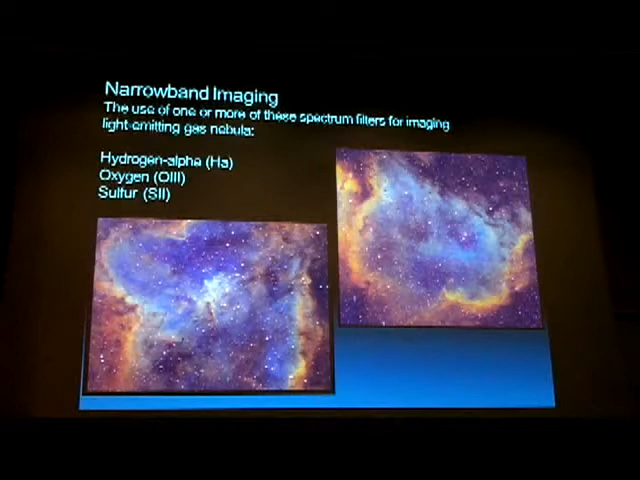 Narrowband Imaging
The use of one or more of these spectrum filters for imaging
light-emitting gas nebula:
Hydrogen-alpha (Ha)
Oxygen (OIII)
Sulfur (SII)